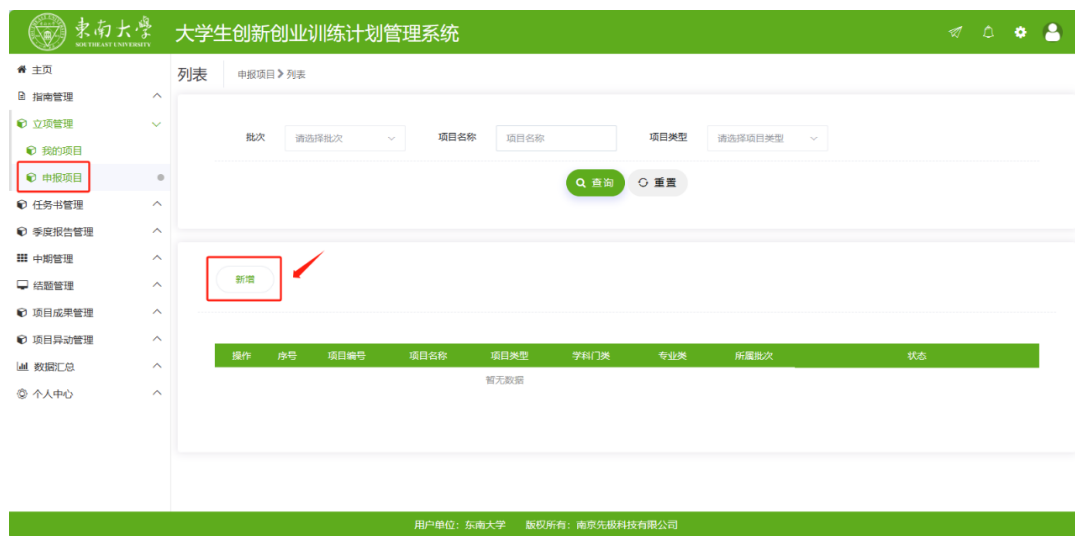 東南大學 大学生创新创业训练计划管理系统
SOUTHEAST UNIVERSITY
主页
列表 申报项目 列表
指南管理
立项管理
批次 请选择批次 项目名称 项目名称 项目类型 请选择项目类型
我的项目
申报项目
查询 重置
任务书管理
季度报告管理
中期管理
新增
结题管理
项目成果管理
项目异动管理
操作 序号 项目编号 项目名称 项目类型 学科门类 专业类 所属批次 状态
数据汇总
暂无数据
个人中心
用户单位：东南大学 版权所有：南京先极科技有限公司